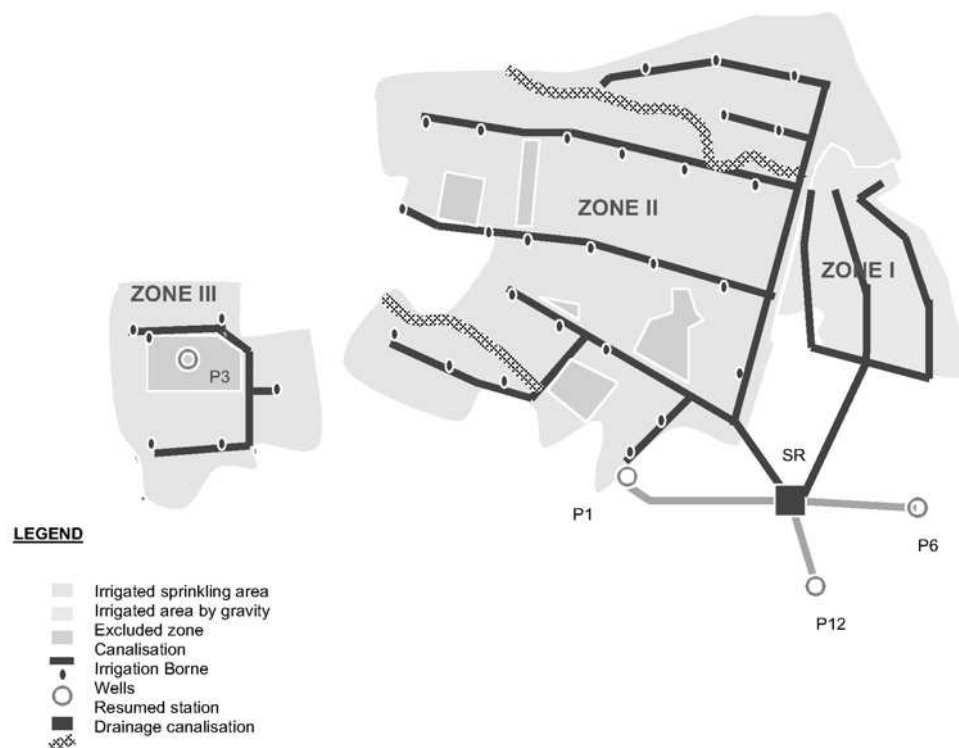 ZONE II
ZONE I
ZONE III
P3
SR
P1
P6
P12
LEGEND
Irrigated sprinkling area
Irrigated area by gravity
Excluded zone
Canalisation
Irrigation Borne
Wells
Resumed station
Drainage canalisation